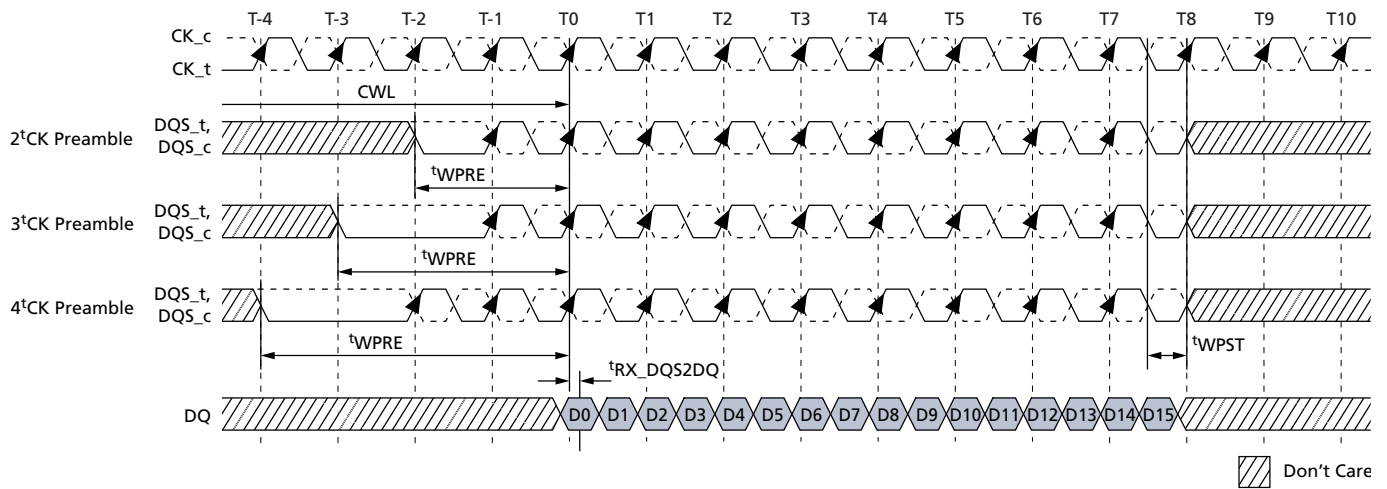 T-4 T-3 T-2 T-1 T0 T1 T2 T3 T4 T5 T6 T7 T8 T9 T10
CK_c
CK_t
CWL
2tCK Preamble DQS_t,
DQS_c
tWPRE
3tCK Preamble DQS_t,
DQS_c
tWPRE
4tCK Preamble DQS_t,
DQS_c
tWPRE tWPST
tRX_DQS2DQ
DQ D0 D1 D2 D3 D4 D5 D6 D7 D8 D9 D10 D11 D12 D13 D14 D15
Don't Care